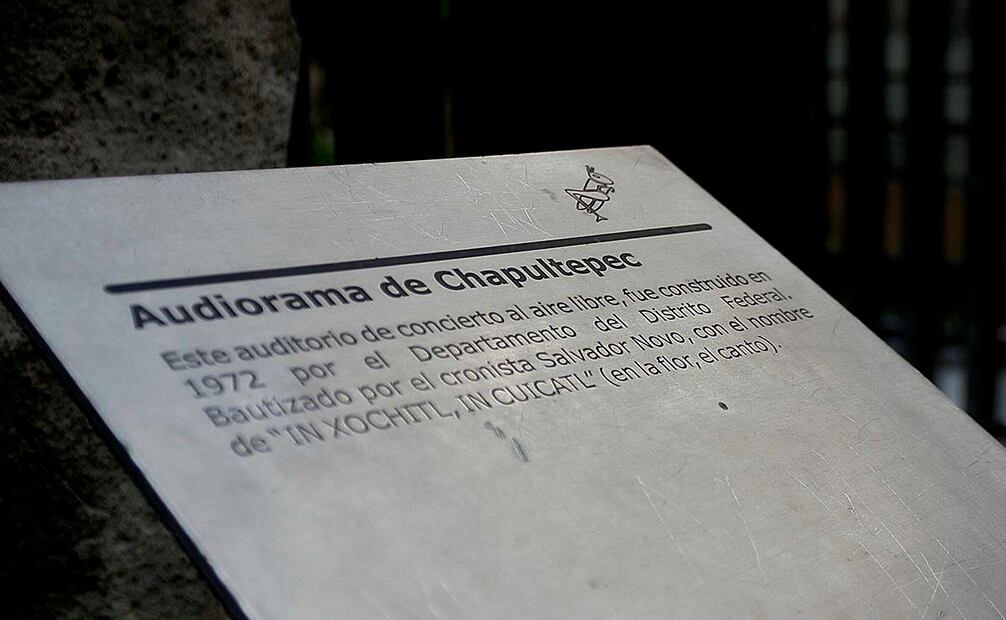 Audiorama de Chapultepec
Este auditorio de concierto al aire libre, fue construido en
1972 por el Departamento del Distrito Federal.
Bautizado por el cronista Salvador Novo, con el nombre
de "IN XOCHITL, IN CUICATL" (en la flor, el canto).